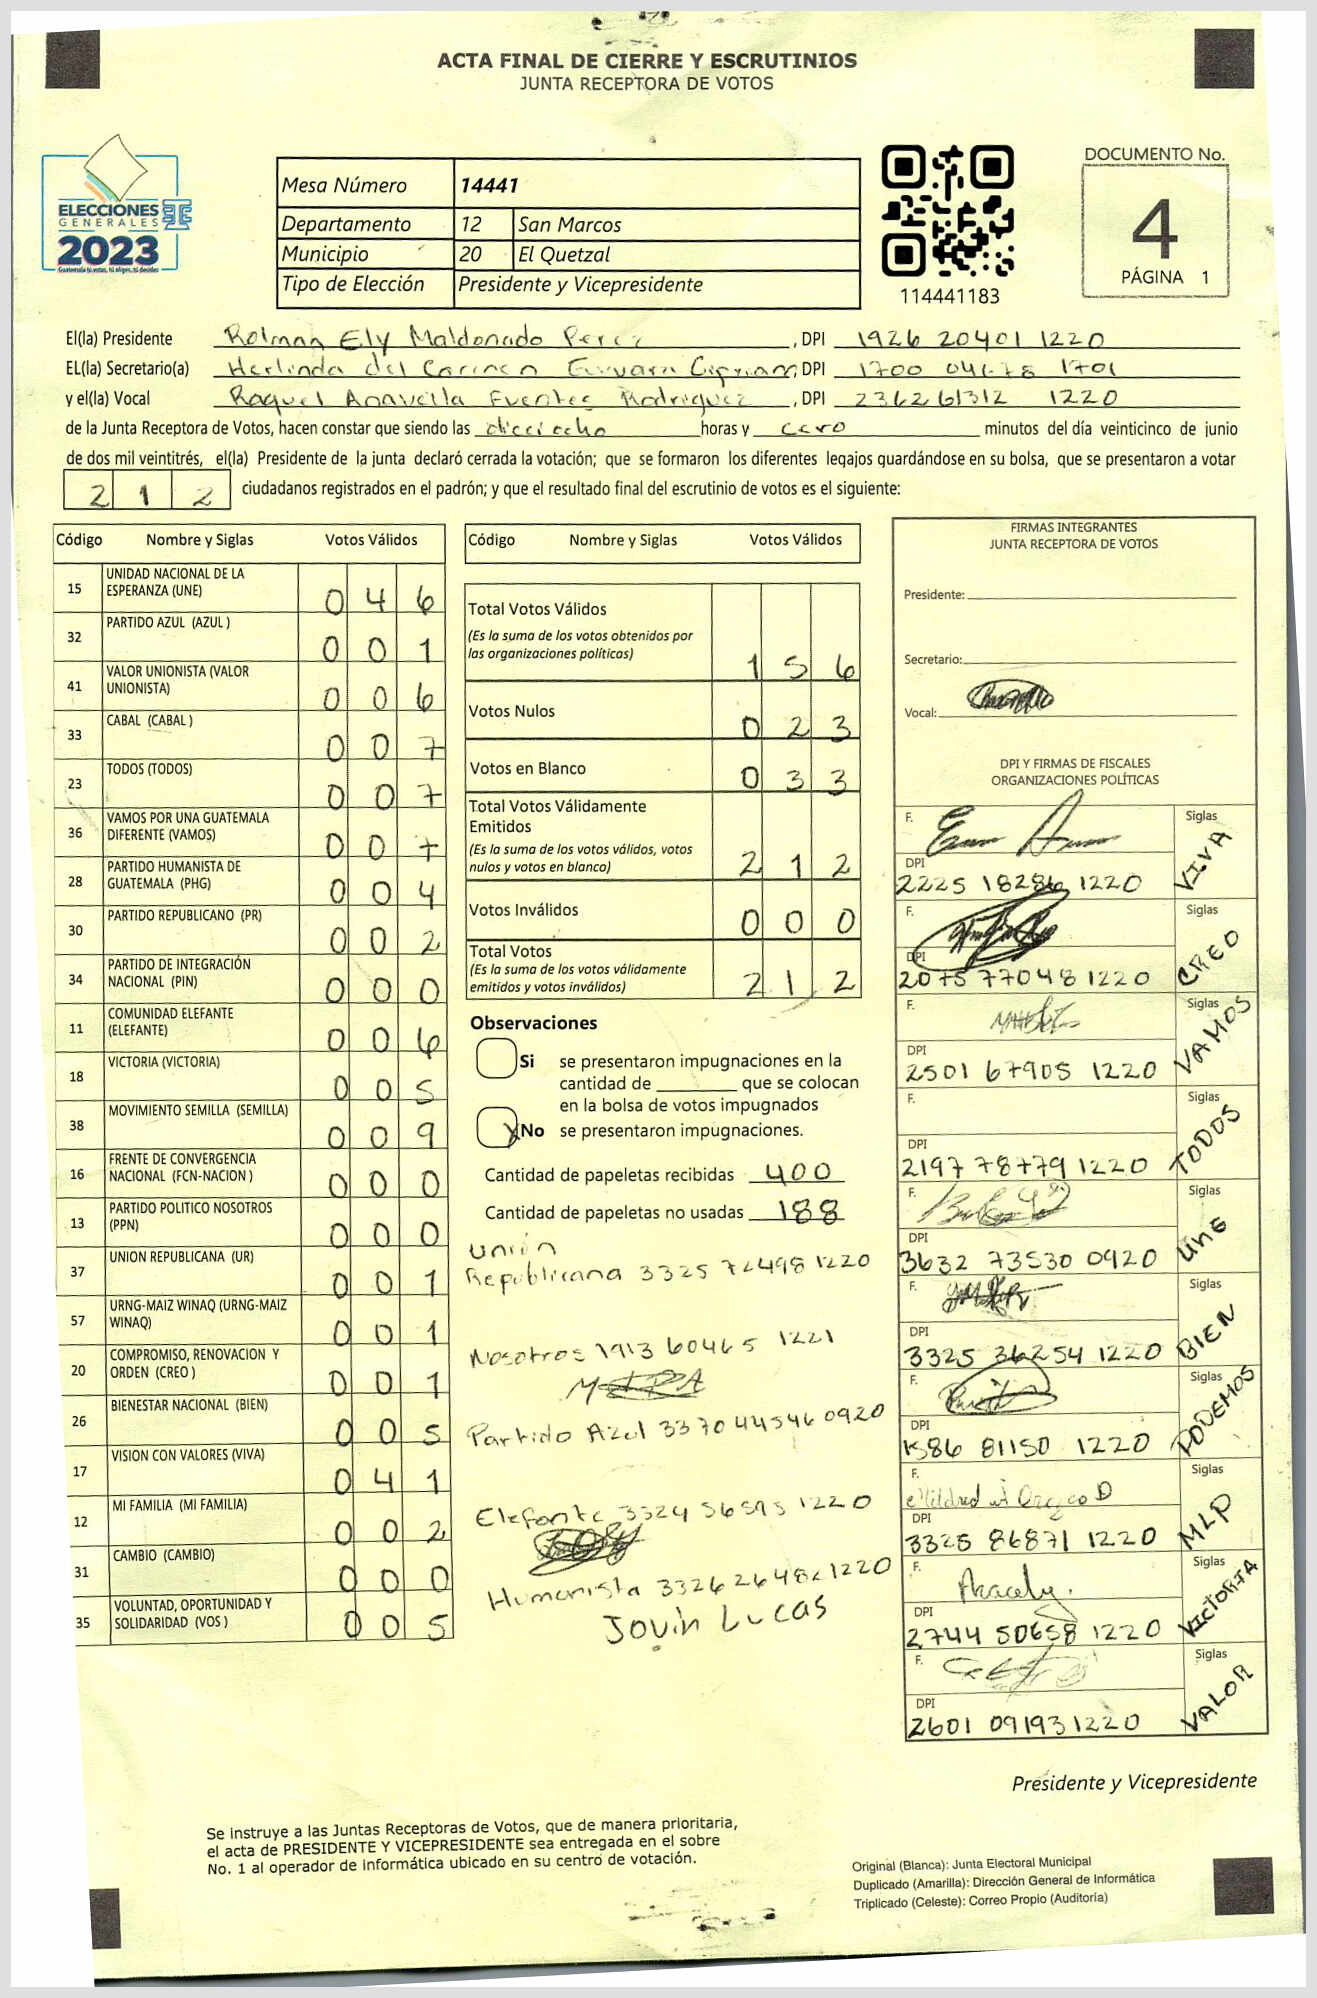 ACTA FINAL DE CIERRE Y ESCRUTINIOS
JUNTA RECEPTORA DE VOTOS
ELECCIONES
GENERALES
2023
Guatemala tú votas, tú eliges, tú decides
Mesa Número 14441
Departamento 12 San Marcos
Municipio 20 El Quetzal
Tipo de Elección Presidente y Vicepresidente
114441183
DOCUMENTO No.
4
PÁGINA 1
El(la) Presidente Rolman Ely Maldonado Perez, DPI 1926 20401 1220
EL(la) Secretario(a) Herlinda del Carmen DPI 1700 1701
y el(la) Vocal Raquel Fuentes Rodriguez, DPI 2362 61312 1220
de la Junta Receptora de Votos, hacen constar que siendo las horas y cero minutos del día veinticinco de junio
de dos mil veintitrés, el(la) Presidente de la junta declaró cerrada la votación; que se formaron los diferentes legajos guardándose en su bolsa, que se presentaron a votar
2 1 2 ciudadanos registrados en el padrón; y que el resultado final del escrutinio de votos es el siguiente:
Código Nombre y Siglas Votos Válidos
15 UNIDAD NACIONAL DE LA ESPERANZA (UNE) 0 4 6
32 PARTIDO AZUL (AZUL ) 0 0 1
41 VALOR UNIONISTA (VALOR UNIONISTA) 0 0 6
33 CABAL (CABAL ) 0 0 7
23 TODOS (TODOS) 0 0 7
36 VAMOS POR UNA GUATEMALA DIFERENTE (VAMOS) 0 0 7
28 PARTIDO HUMANISTA DE GUATEMALA (PHG) 0 0 4
30 PARTIDO REPUBLICANO (PR) 0 0 2
34 PARTIDO DE INTEGRACIÓN NACIONAL (PIN) 0 0 0
11 COMUNIDAD ELEFANTE (ELEFANTE) 0 0 6
18 VICTORIA (VICTORIA) 0 0 5
38 MOVIMIENTO SEMILLA (SEMILLA) 0 0 9
16 FRENTE DE CONVERGENCIA NACIONAL (FCN-NACION ) 0 0 0
13 PARTIDO POLITICO NOSOTROS (PPN) 0 0 0
37 UNION REPUBLICANA (UR) 0 0 1
57 URNG-MAIZ WINAQ (URNG-MAIZ WINAQ) 0 0 1
20 COMPROMISO, RENOVACION Y ORDEN (CREO ) 0 0 1
26 BIENESTAR NACIONAL (BIEN) 0 0 5
17 VISION CON VALORES (VIVA) 0 4 1
12 MI FAMILIA (MI FAMILIA) 0 0 2
31 CAMBIO (CAMBIO) 0 0 0
35 VOLUNTAD, OPORTUNIDAD Y SOLIDARIDAD (VOS ) 0 0 5
Código Nombre y Siglas Votos Válidos
Total Votos Válidos 1 5 6
(Es la suma de los votos obtenidos por
las organizaciones políticas)
Votos Nulos 0 2 3
Votos en Blanco 0 3 3
Total Votos Válidamente
Emitidos 2 1 2
(Es la suma de los votos válidos, votos
nulos y votos en blanco)
Votos Inválidos 0 0 0
Total Votos 2 1 2
(Es la suma de los votos válidamente
emitidos y votos inválidos)
Observaciones
Si se presentaron impugnaciones en la
cantidad de ________ que se colocan
en la bolsa de votos impugnados
X No se presentaron impugnaciones.
Cantidad de papeletas recibidas 400
Cantidad de papeletas no usadas 188
Unión
Republicana 3325 72498 1220
Nosotros 1913 60465 1221
Partido Azul 3370 44546 0920
Elefante 3324 56595 1220
Humanista 3326 1220
Jovin Lucas
FIRMAS INTEGRANTES
JUNTA RECEPTORA DE VOTOS
Presidente:
Secretario:
Vocal:
DPI Y FIRMAS DE FISCALES
ORGANIZACIONES POLÍTICAS
F. Siglas VIVA
DPI
2225 18286 1220
F. Siglas CREO
DPI
2075 77048 1220
F. Siglas VAMOS
DPI
2501 67905 1220
F. Siglas TODOS
DPI
2197 78779 1220
F. Siglas UNE
DPI
3632 73530 0920
F. Siglas BIEN
DPI
3325 36254 1220
F. Siglas PODEMOS
DPI
1586 81150 1220
F. Mildred Orozco D Siglas MLP
DPI
3325 86871 1220
F. Aracely. Siglas VICTORIA
DPI
2744 50658 1220
F. Siglas VALOR
DPI
2601 09193 1220
Presidente y Vicepresidente
Se instruye a las Juntas Receptoras de Votos, que de manera prioritaria,
el acta de PRESIDENTE Y VICEPRESIDENTE sea entregada en el sobre
No. 1 al operador de informática ubicado en su centro de votación.
Original (Blanca): Junta Electoral Municipal
Duplicado (Amarilla): Dirección General de Informática
Triplicado (Celeste): Correo Propio (Auditoría)